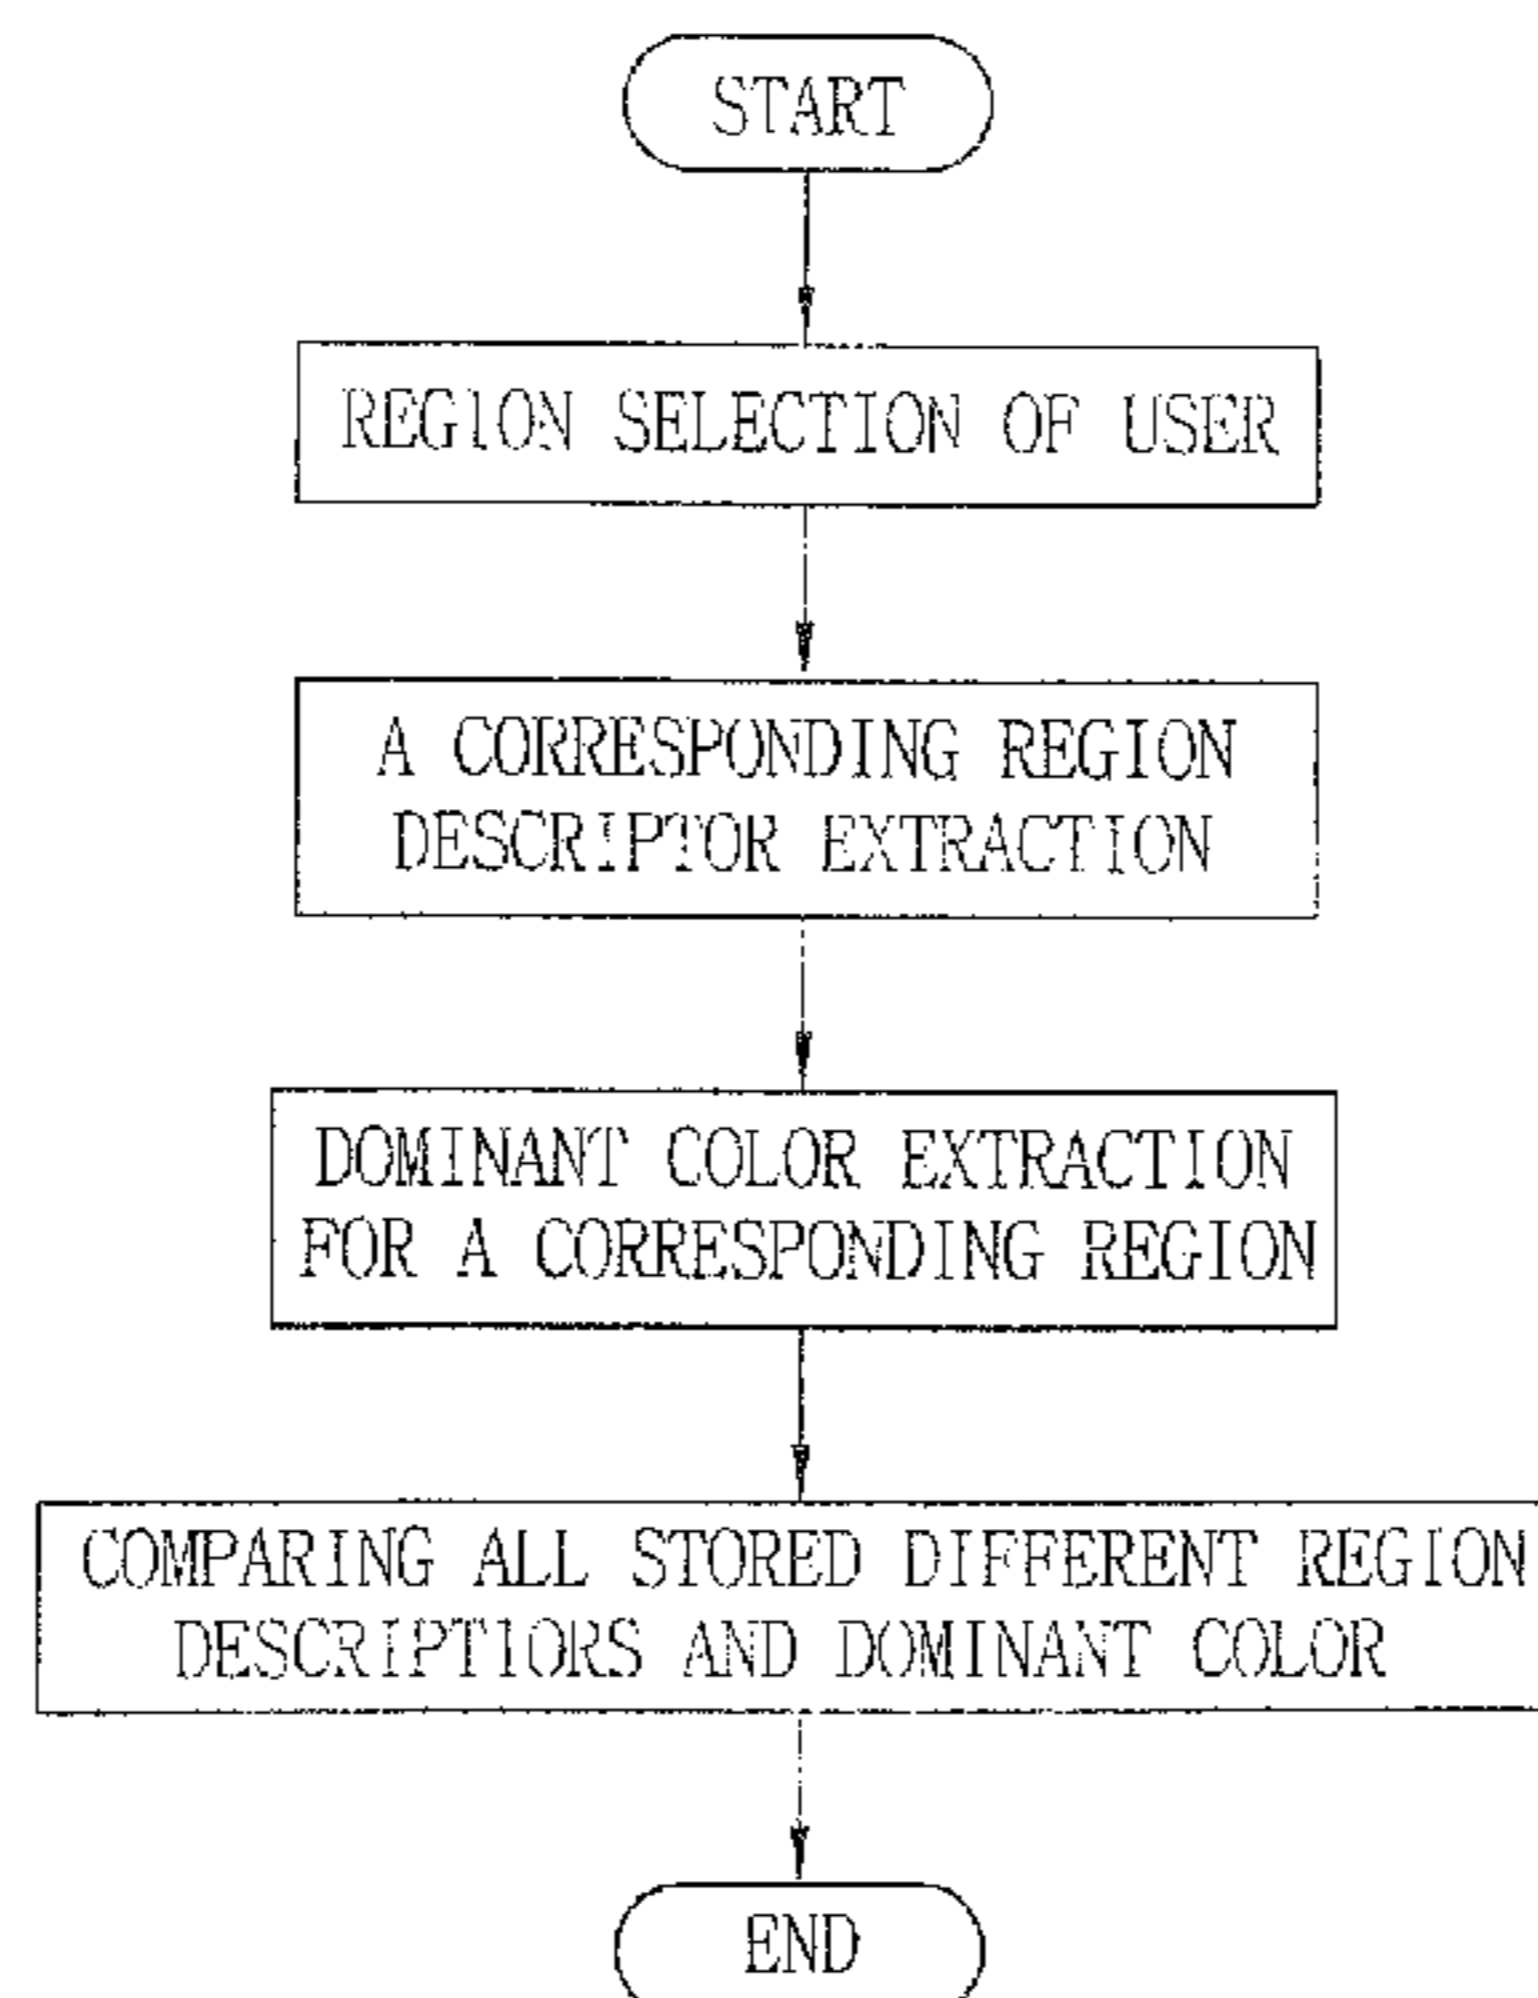 START
REGION SELECTION OF USER
A CORRESPONDING REGION
DESCRIPTOR EXTRACTION
DOMINANT COLOR EXTRACTION
FOR A CORRESPONDING REGION
COMPARING ALL STORED DIFFERENT REGION
DESCRIPTIORS AND DOMINANT COLOR
END